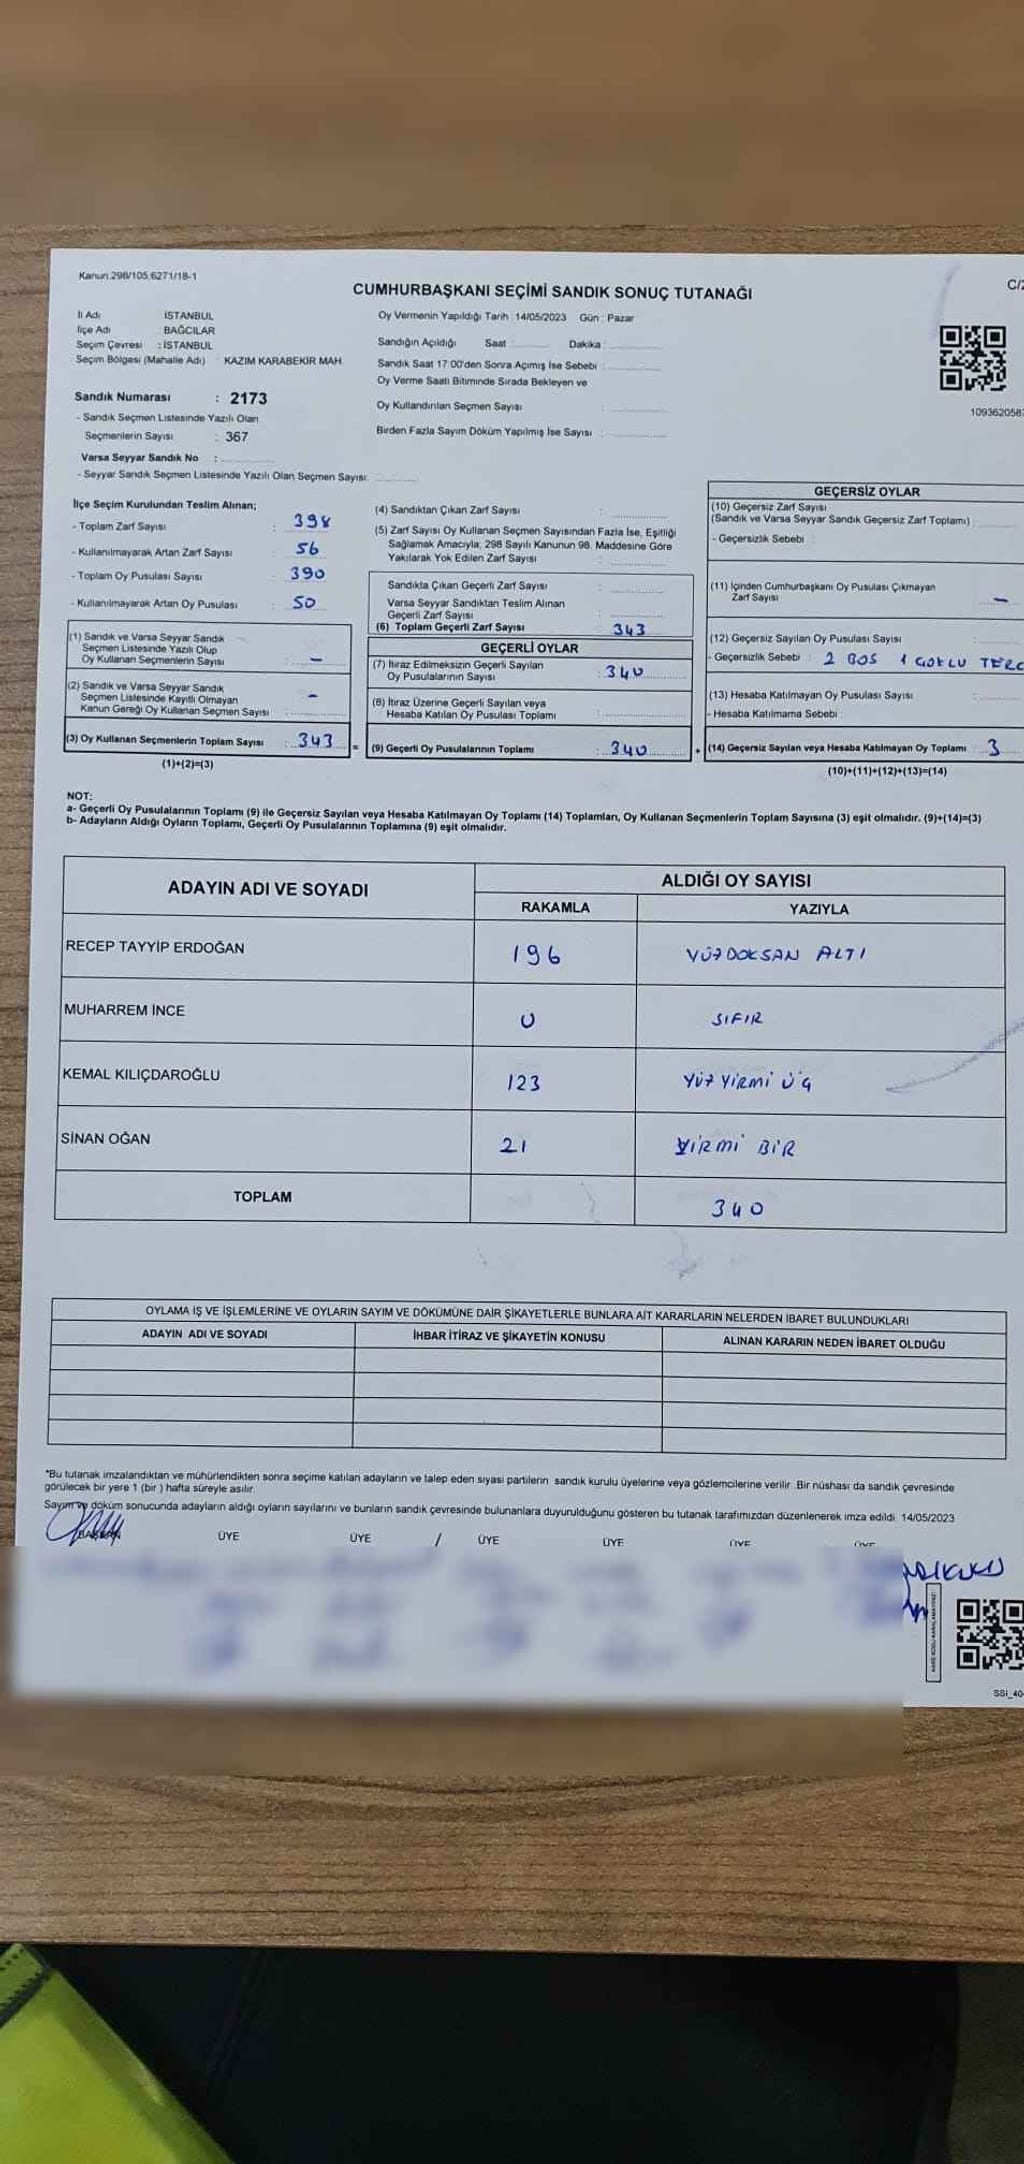 Kanun.298/105.6271/18-1
C/2
CUMHURBAŞKANI SEÇİMİ SANDIK SONUÇ TUTANAĞI
İl Adı : İSTANBUL
İlçe Adı : BAĞCILAR
Seçim Çevresi : İSTANBUL
Seçim Bölgesi (Mahalle Adı) : KAZIM KARABEKİR MAH.
Sandık Numarası : 2173
- Sandık Seçmen Listesinde Yazılı Olan
Seçmenlerin Sayısı : 367
Varsa Seyyar Sandık No :
- Seyyar Sandık Seçmen Listesinde Yazılı Olan Seçmen Sayısı:
Oy Vermenin Yapıldığı Tarih : 14/05/2023 Gün : Pazar
Sandığın Açıldığı Saat : Dakika :
Sandık Saat 17:00'den Sonra Açımış İse Sebebi :
Oy Verme Saati Bitiminde Sırada Bekleyen ve
Oy Kullandırılan Seçmen Sayısı :
Birden Fazla Sayım Döküm Yapılmış İse Sayısı :
İlçe Seçim Kurulundan Teslim Alınan;
- Toplam Zarf Sayısı : 398
- Kullanılmayarak Artan Zarf Sayısı : 56
- Toplam Oy Pusulası Sayısı : 390
- Kullanılmayarak Artan Oy Pusulası : 50
(1) Sandık ve Varsa Seyyar Sandık
Seçmen Listesinde Yazılı Olup
Oy Kullanan Seçmenlerin Sayısı : -
(2) Sandık ve Varsa Seyyar Sandık
Seçmen Listesinde Kayıtlı Olmayan
Kanun Gereği Oy Kullanan Seçmen Sayısı : -
(3) Oy Kullanan Seçmenlerin Toplam Sayısı : 343
(1)+(2)=(3)
(4) Sandıktan Çıkan Zarf Sayısı :
(5) Zarf Sayısı Oy Kullanan Seçmen Sayısından Fazla İse, Eşitliği
Sağlamak Amacıyla; 298 Sayılı Kanunun 98. Maddesine Göre
Yakılarak Yok Edilen Zarf Sayısı :
Sandıkta Çıkan Geçerli Zarf Sayısı :
Varsa Seyyar Sandıktan Teslim Alınan
Geçerli Zarf Sayısı :
(6) Toplam Geçerli Zarf Sayısı 343
=
GEÇERLİ OYLAR
(7) İtiraz Edilmeksizin Geçerli Sayılan
Oy Pusulalarının Sayısı : 340
(8) İtiraz Üzerine Geçerli Sayılan veya
Hesaba Katılan Oy Pusulası Toplamı :
(9) Geçerli Oy Pusulalarının Toplamı : 340
+
GEÇERSİZ OYLAR
(10) Geçersiz Zarf Sayısı
(Sandık ve Varsa Seyyar Sandık Geçersiz Zarf Toplamı) :
- Geçersizlik Sebebi :
(11) İçinden Cumhurbaşkanı Oy Pusulası Çıkmayan
Zarf Sayısı -
(12) Geçersiz Sayılan Oy Pusulası Sayısı :
- Geçersizlik Sebebi : 2 BOS 1 GOKLU TERC
(13) Hesaba Katılmayan Oy Pusulası Sayısı :
- Hesaba Katılmama Sebebi :
(14) Geçersiz Sayılan veya Hesaba Katılmayan Oy Toplamı : 3
(10)+(11)+(12)+(13)=(14)
NOT:
a- Geçerli Oy Pusulalarının Toplamı (9) ile Geçersiz Sayılan veya Hesaba Katılmayan Oy Toplamı (14) Toplamları, Oy Kullanan Seçmenlerin Toplam Sayısına (3) eşit olmalıdır. (9)+(14)=(3)
b- Adayların Aldığı Oyların Toplamı, Geçerli Oy Pusulalarının Toplamına (9) eşit olmalıdır.
ADAYIN ADI VE SOYADI ALDIĞI OY SAYISI
RAKAMLA YAZIYLA
RECEP TAYYİP ERDOĞAN 196 YÜZ DOKSAN ALTI
MUHARREM İNCE 0 SIFIR
KEMAL KILIÇDAROĞLU 123 YÜZ YİRMİ ÜÇ
SİNAN OĞAN 21 YİRMİ BİR
TOPLAM 340
OYLAMA İŞ VE İŞLEMLERİNE VE OYLARIN SAYIM VE DÖKÜMÜNE DAİR ŞİKAYETLERLE BUNLARA AİT KARARLARIN NELERDEN İBARET BULUNDUKLARI
ADAYIN ADI VE SOYADI İHBAR İTİRAZ VE ŞİKAYETİN KONUSU ALINAN KARARIN NEDEN İBARET OLDUĞU
*Bu tutanak imzalandıktan ve mühürlendikten sonra seçime katılan adayların ve talep eden siyasi partilerin sandık kurulu üyelerine veya gözlemcilerine verilir. Bir nüshası da sandık çevresinde
görülecek bir yere 1 (bir) hafta süreyle asılır.
Sayım ve döküm sonucunda adayların aldığı oyların sayılarını ve bunların sandık çevresinde bulunanlara duyurulduğunu gösteren bu tutanak tarafımızdan düzenlenerek imza edildi. 14/05/2023
BAŞKAN ÜYE ÜYE / ÜYE ÜYE ÜYE ÜYE